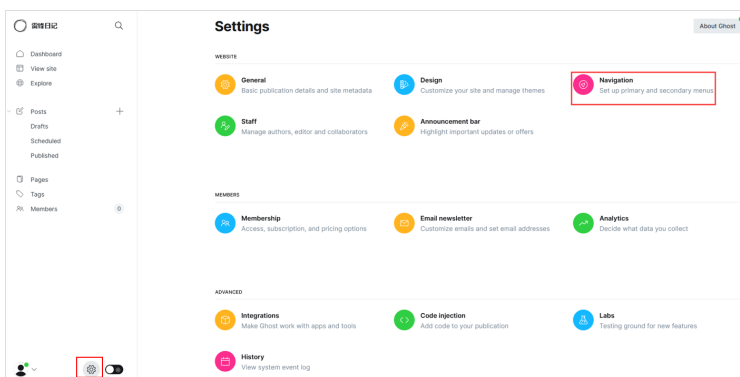 雷锋日记
Dashboard
View site
Explore
Posts
Drafts
Scheduled
Published
Pages
Tags
Members 0
Settings
About Ghost
WEBSITE
General
Basic publication details and site metadata
Design
Customize your site and manage themes
Navigation
Set up primary and secondary menus
Staff
Manage authors, editor and collaborators
Announcement bar
Highlight important updates or offers
MEMBERS
Membership
Access, subscription, and pricing options
Email newsletter
Customize emails and set email addresses
Analytics
Decide what data you collect
ADVANCED
Integrations
Make Ghost work with apps and tools
Code injection
Add code to your publication
Labs
Testing ground for new features
History
View system event log